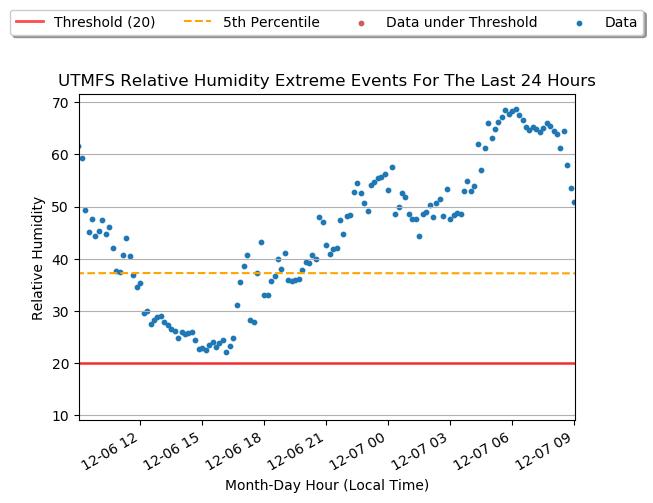 Threshold (20) 5th Percentile Data under Threshold Data
UTMFS Relative Humidity Extreme Events For The Last 24 Hours
70
60
50
40
30
20
10
Relative Humidity
12-06 12 12-06 15 12-06 18 12-06 21 12-07 00 12-07 03 12-07 06 12-07 09
Month-Day Hour (Local Time)